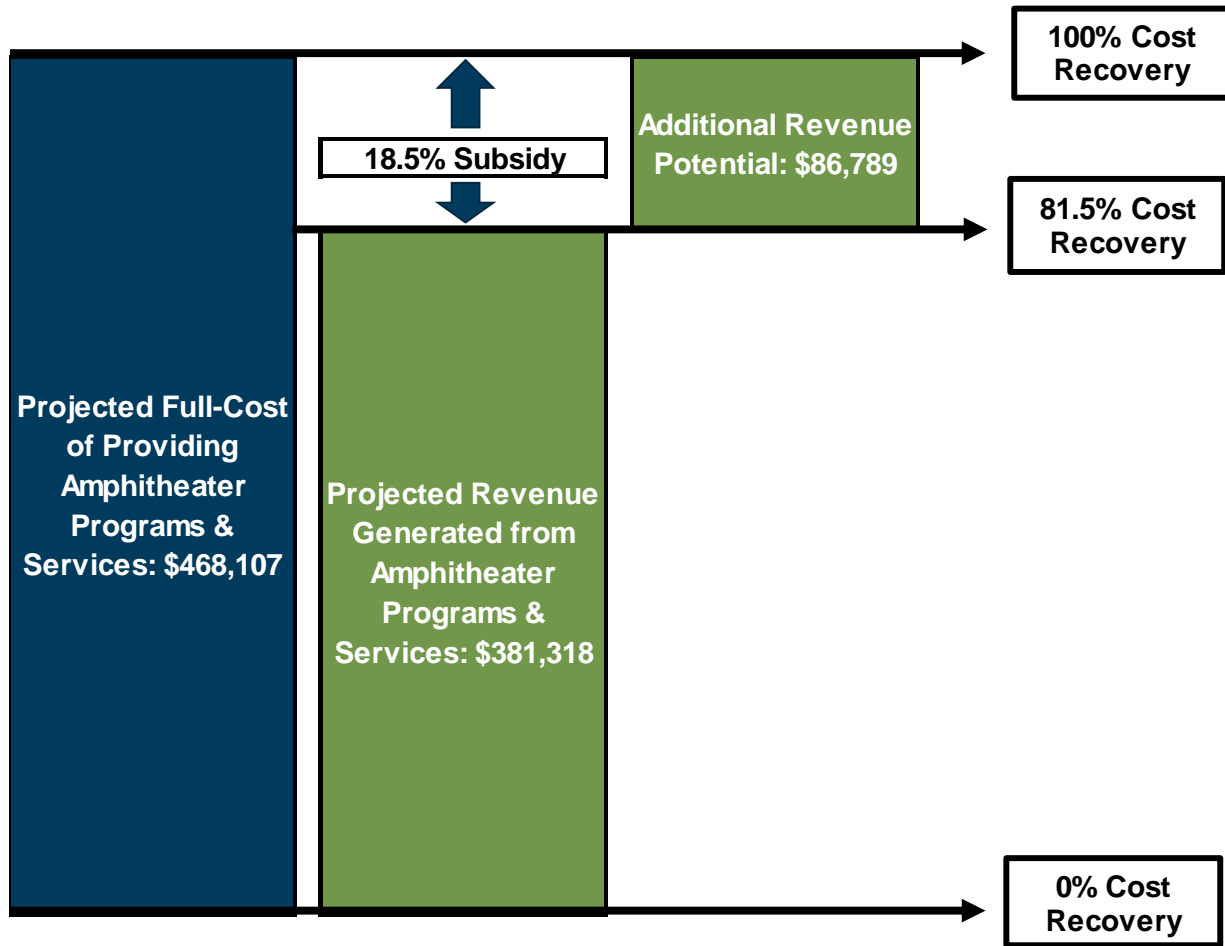 100% Cost
Recovery
Additional Revenue
Potential: $86,789
18.5% Subsidy
81.5% Cost
Recovery
Projected Full-Cost
of Providing
Amphitheater
Programs &
Services: $468,107
Projected Revenue
Generated from
Amphitheater
Programs &
Services: $381,318
0% Cost
Recovery